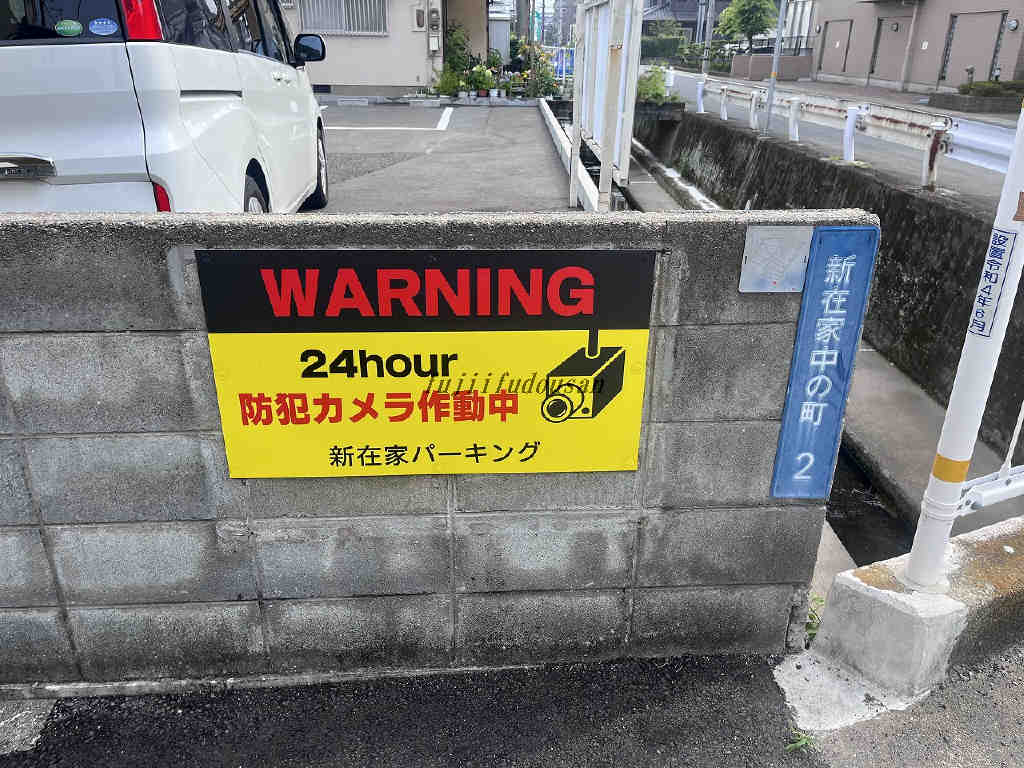 WARNING
24hour
防犯カメラ作動中
新在家パーキング
fujiifudousan
新在家中の町 2
設置令和4年6月